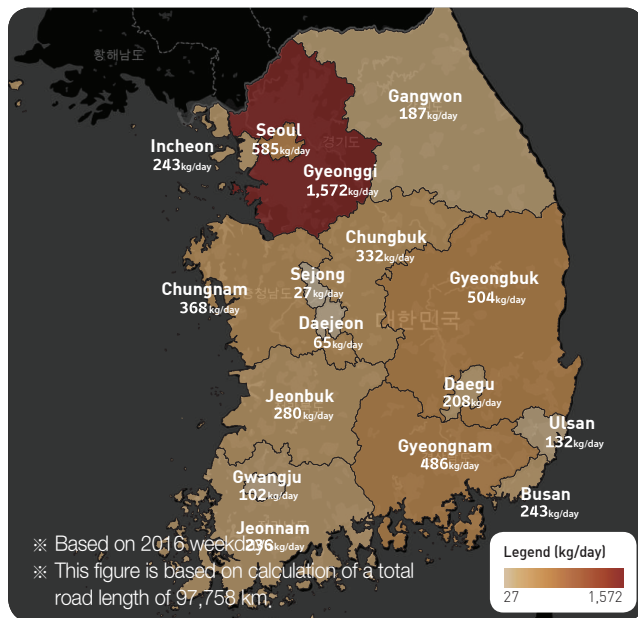 황해남도
Gangwon
187kg/day
Seoul
585kg/day
경기도
Incheon
243kg/day
Gyeonggi
1,572kg/day
Chungbuk
332kg/day
Sejong
27kg/day
Gyeongbuk
504kg/day
Chungnam
368kg/day
대한민국
Daejeon
65kg/day
Jeonbuk
280kg/day
Daegu
208kg/day
Ulsan
132kg/day
Gyeongnam
486kg/day
Gwangju
102kg/day
Busan
243kg/day
Jeonnam
236kg/day
※ Based on 2016 weekdays.
※ This figure is based on calculation of a total
road length of 97,758 km.
Legend (kg/day)
27 1,572